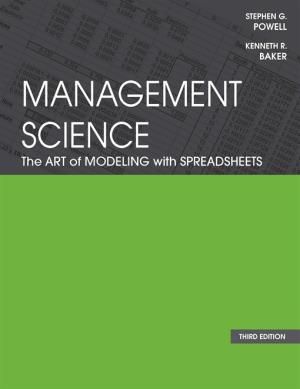 STEPHEN G.
POWELL
KENNETH R.
BAKER
MANAGEMENT
SCIENCE
The ART of MODELING with SPREADSHEETS
THIRD EDITION